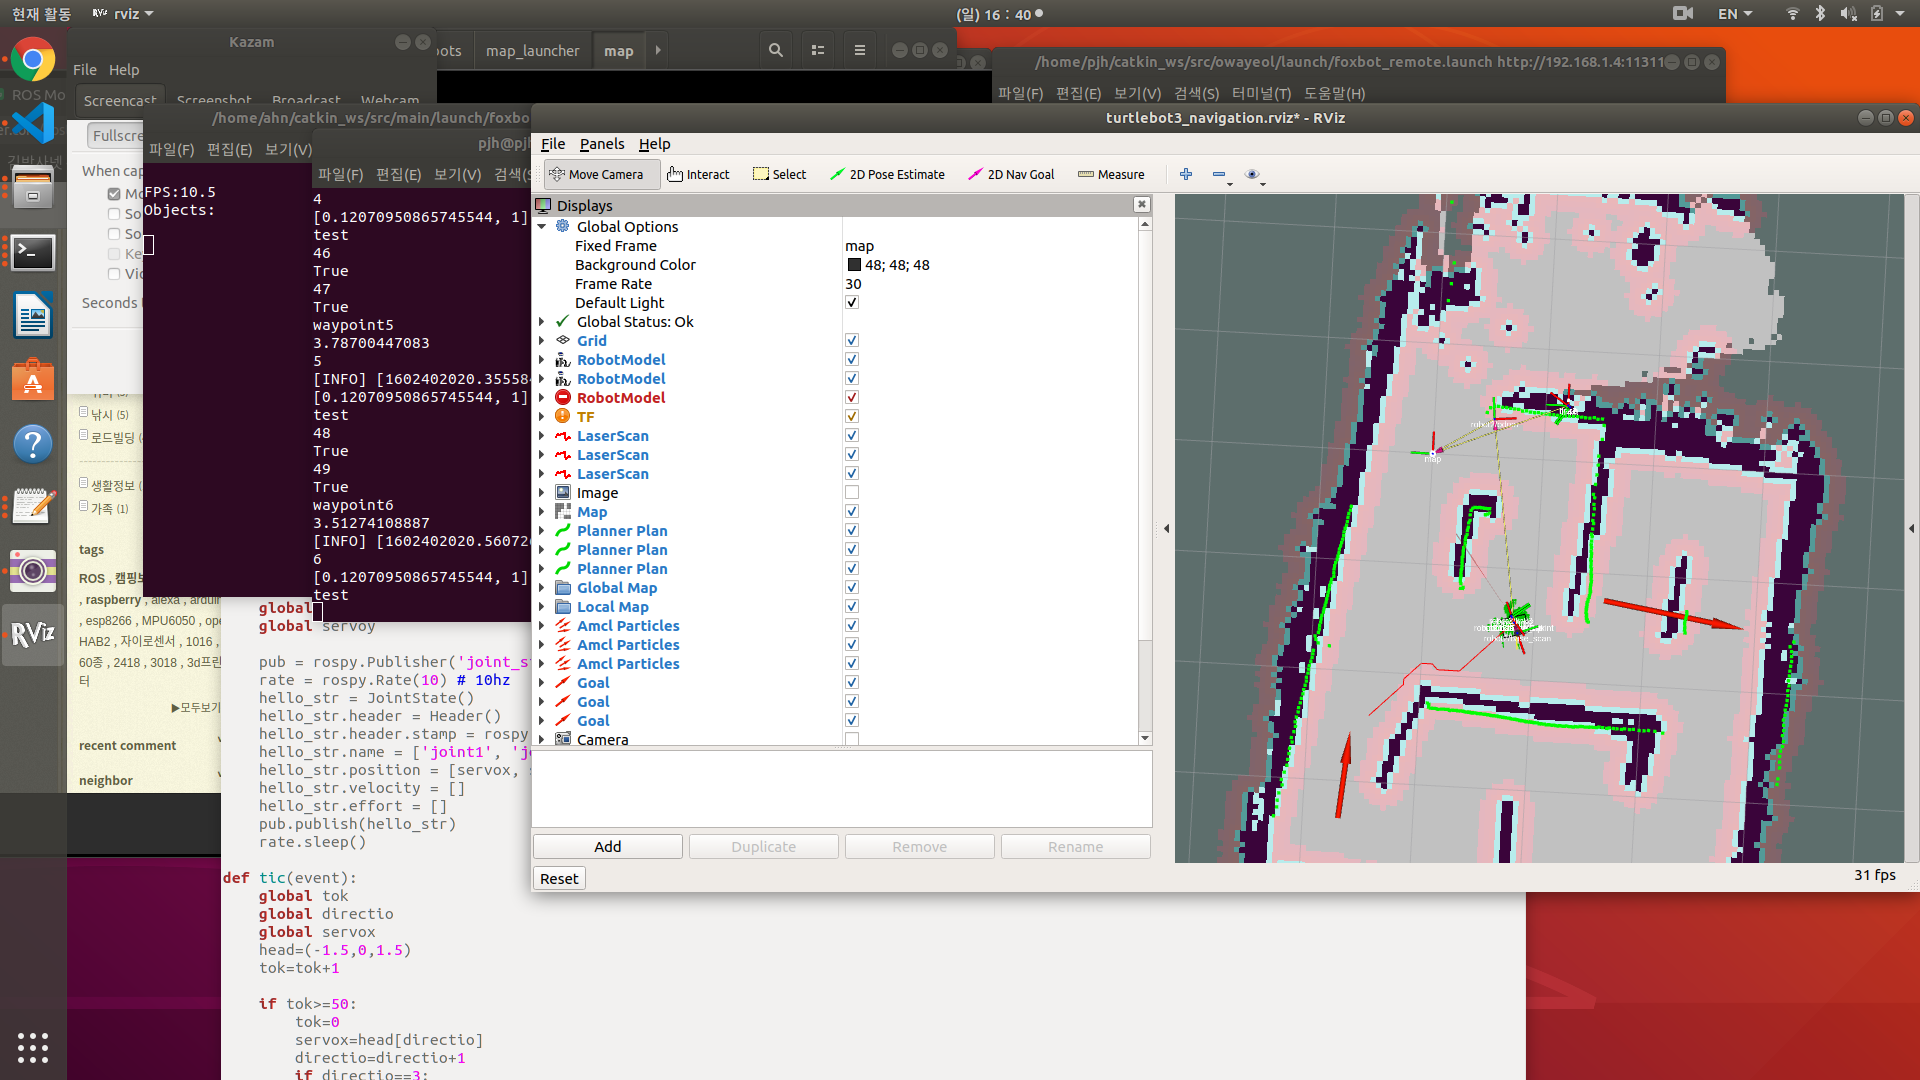 현재 활동
rviz
(일) 16 : 40
EN
Kazam
File Help
Screencast Screenshot Broadcast Webcam
Fullscre
When cap
Seconds
ots
map_launcher
map
/home/pjh/catkin_ws/src/owayeol/launch/foxbot_remote.launch http://192.168.1.4:11311
파일(F) 편집(E) 보기(V) 검색(S) 터미널(T) 도움말(H)
/home/ahn/catkin_ws/src/main/launch/foxbo
파일(F) 편집(E) 보기(V)
FPS:10.5
Objects:
pjh@pjh
파일(F) 편집(E) 보기(V) 검색(S
4
[0.12070950865745544, 1]
test
46
True
47
True
waypoint5
3.78700447083
5
[INFO] [1602402020.355584
[0.12070950865745544, 1]
test
48
True
49
True
waypoint6
3.51274108887
[INFO] [1602402020.560726
6
[0.12070950865745544, 1]
test
낚시 (5)
로드빌딩
생활정보
가족 (1)
tags
ROS , 캠핑
, raspberry , alexa , arduin
, esp8266 , MPU6050 , ope
HAB2 , 자이로센서 , 1016 ,
60종 , 2418 , 3018 , 3d프린
터
▶모두보기
recent comment
neighbor
global
global servoy
pub = rospy.Publisher('joint_s
rate = rospy.Rate(10) # 10hz
hello_str = JointState()
hello_str.header = Header()
hello_str.header.stamp = rospy
hello_str.name = ['joint1', 'jo
hello_str.position = [servox, s
hello_str.velocity = []
hello_str.effort = []
pub.publish(hello_str)
rate.sleep()
def tic(event):
global tok
global directio
global servox
head=(-1.5,0,1.5)
tok=tok+1
if tok>=50:
tok=0
servox=head[directio]
directio=directio+1
if directio==3:
turtlebot3_navigation.rviz* - RViz
File Panels Help
Move Camera Interact Select 2D Pose Estimate 2D Nav Goal Measure
Displays
Global Options
Fixed Frame map
Background Color 48; 48; 48
Frame Rate 30
Default Light
Global Status: Ok
Grid
RobotModel
RobotModel
RobotModel
TF
LaserScan
LaserScan
LaserScan
Image
Map
Planner Plan
Planner Plan
Planner Plan
Global Map
Local Map
Amcl Particles
Amcl Particles
Amcl Particles
Goal
Goal
Goal
Camera
Add Duplicate Remove Rename
Reset
31 fps
map
RViz